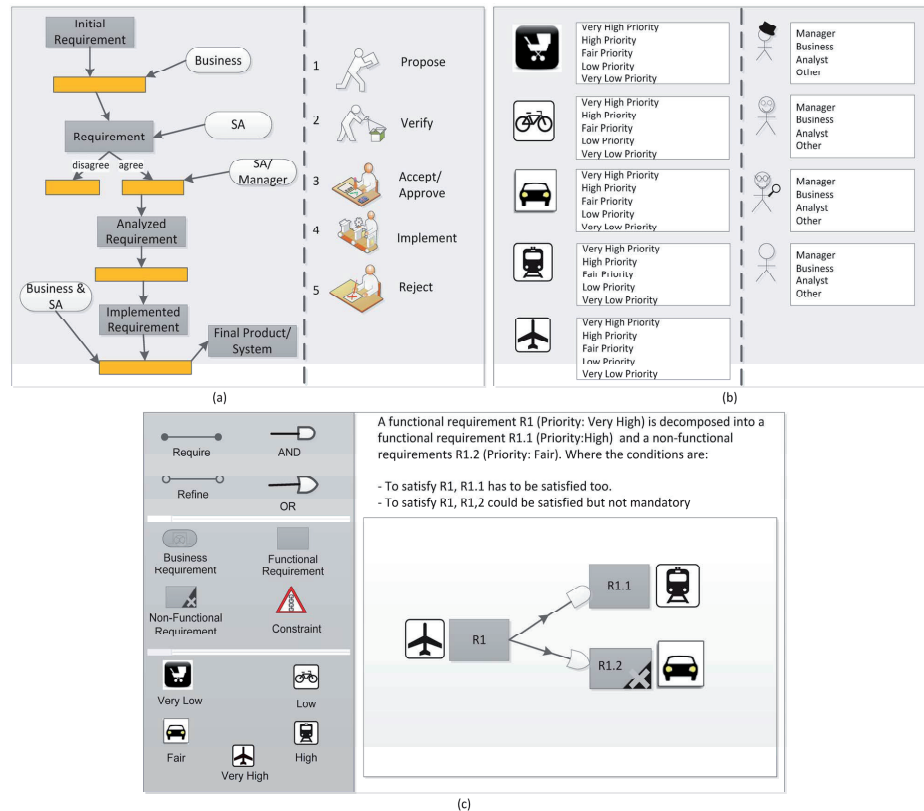 Initial
Requirement
Business
Requirement
SA
disagree
agree
SA/
Manager
Analyzed
Requirement
Business &
SA
Implemented
Requirement
Final Product/
System
1
Propose
2
Verify
3
Accept/
Approve
4
Implement
5
Reject
(a)
Very High Priority
High Priority
Fair Priority
Low Priority
Very Low Priority
Very High Priority
High Priority
Fair Priority
Low Priority
Very Low Priority
Very High Priority
High Priority
Fair Priority
Low Priority
Very Low Priority
Very High Priority
High Priority
Fair Priority
Low Priority
Very Low Priority
Very High Priority
High Priority
Fair Priority
Low Priority
Very Low Priority
Manager
Business
Analyst
Other
Manager
Business
Analyst
Other
Manager
Business
Analyst
Other
Manager
Business
Analyst
Other
(b)
Require
AND
Refine
OR
Business
Requirement
Functional
Requirement
Non-Functional
Requirement
Constraint
Very Low
Low
Fair
High
Very High
A functional requirement R1 (Priority: Very High) is decomposed into a
functional requirement R1.1 (Priority:High) and a non-functional
requirements R1.2 (Priority: Fair). Where the conditions are:
- To satisfy R1, R1.1 has to be satisfied too.
- To satisfy R1, R1,2 could be satisfied but not mandatory
R1
R1.1
R1.2
(c)